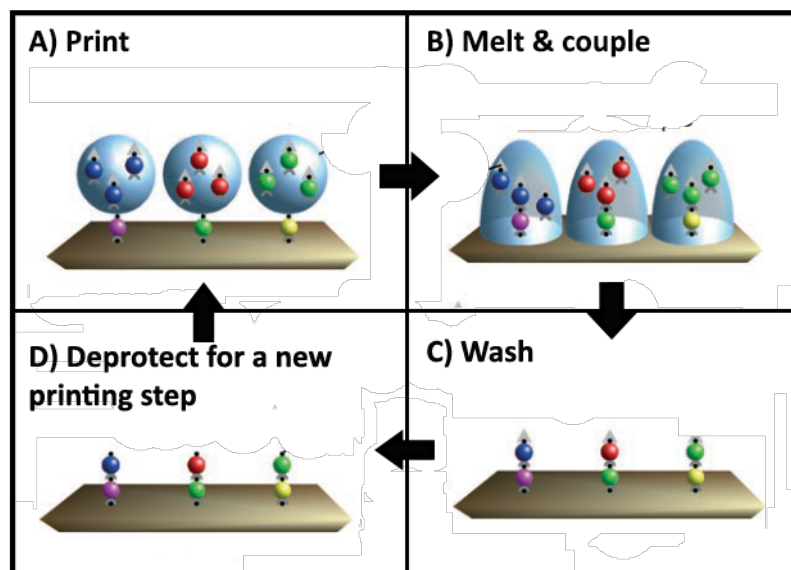 A) Print
B) Melt & couple
D) Deprotect for a new
printing step
C) Wash